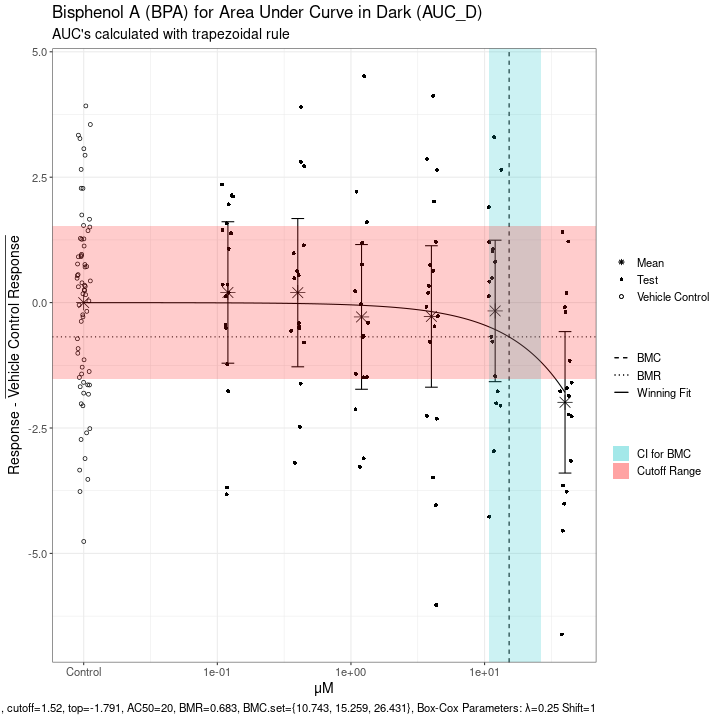 Bisphenol A (BPA) for Area Under Curve in Dark (AUC_D)
AUC's calculated with trapezoidal rule
Response - Vehicle Control Response
5.0
2.5
0.0
-2.5
-5.0
Control
1e-01
1e+00
1e+01
μM
Mean
Test
Vehicle Control
BMC
BMR
Winning Fit
CI for BMC
Cutoff Range
, cutoff=1.52, top=-1.791, AC50=20, BMR=0.683, BMC.set={10.743, 15.259, 26.431}, Box-Cox Parameters: λ=0.25 Shift=1